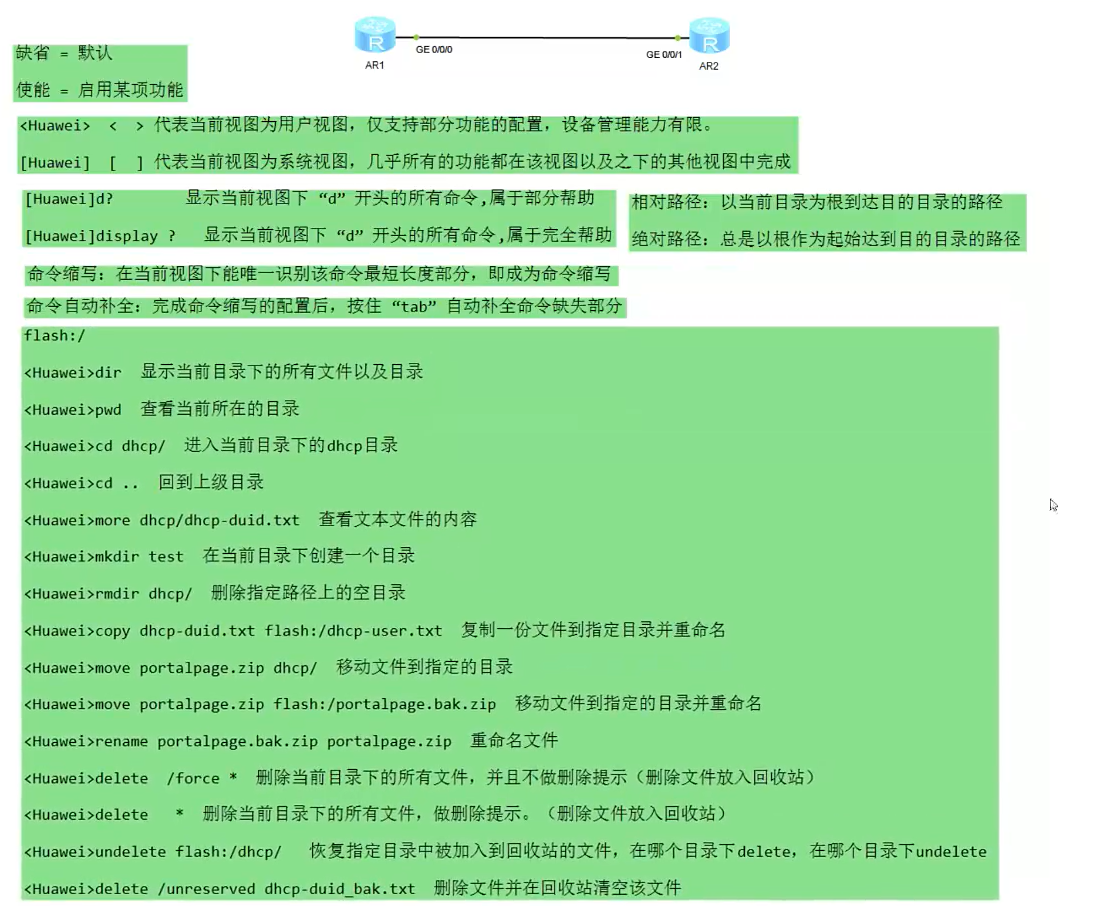 GE 0/0/0
GE 0/0/1
AR1
AR2
缺省 = 默认
使能 = 启用某项功能
<Huawei>  <  > 代表当前视图为用户视图，仅支持部分功能的配置，设备管理能力有限。
[Huawei]  [  ] 代表当前视图为系统视图，几乎所有的功能都在该视图以及之下的其他视图中完成
[Huawei]d?        显示当前视图下“d”开头的所有命令,属于部分帮助
[Huawei]display ?   显示当前视图下“d”开头的所有命令,属于完全帮助
相对路径：以当前目录为根到达目的目录的路径
绝对路径：总是以根作为起始达到目的目录的路径
命令缩写：在当前视图下能唯一识别该命令最短长度部分，即成为命令缩写
命令自动补全：完成命令缩写的配置后，按住“tab”自动补全命令缺失部分
flash:/
<Huawei>dir  显示当前目录下的所有文件以及目录
<Huawei>pwd  查看当前所在的目录
<Huawei>cd dhcp/  进入当前目录下的dhcp目录
<Huawei>cd ..  回到上级目录
<Huawei>more dhcp/dhcp-duid.txt  查看文本文件的内容
<Huawei>mkdir test  在当前目录下创建一个目录
<Huawei>rmdir dhcp/  删除指定路径上的空目录
<Huawei>copy dhcp-duid.txt flash:/dhcp-user.txt  复制一份文件到指定目录并重命名
<Huawei>move portalpage.zip dhcp/  移动文件到指定的目录
<Huawei>move portalpage.zip flash:/portalpage.bak.zip  移动文件到指定的目录并重命名
<Huawei>rename portalpage.bak.zip portalpage.zip  重命名文件
<Huawei>delete  /force *  删除当前目录下的所有文件，并且不做删除提示（删除文件放入回收站）
<Huawei>delete   *  删除当前目录下的所有文件，做删除提示。（删除文件放入回收站）
<Huawei>undelete flash:/dhcp/   恢复指定目录中被加入到回收站的文件，在哪个目录下delete，在哪个目录下undelete
<Huawei>delete /unreserved dhcp-duid_bak.txt  删除文件并在回收站清空该文件